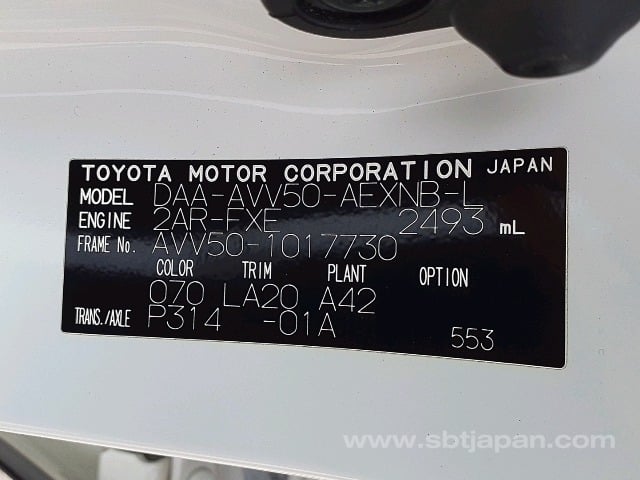 TOYOTA MOTOR CORPORATION JAPAN
MODEL DAA-AVV50-AEXNB-L
ENGINE 2AR-FXE 2493 mL
FRAME No. AVV50-1017730
COLOR TRIM PLANT OPTION
070 LA20 A42
TRANS./AXLE P314 -01A 553
www.sbtjapan.com